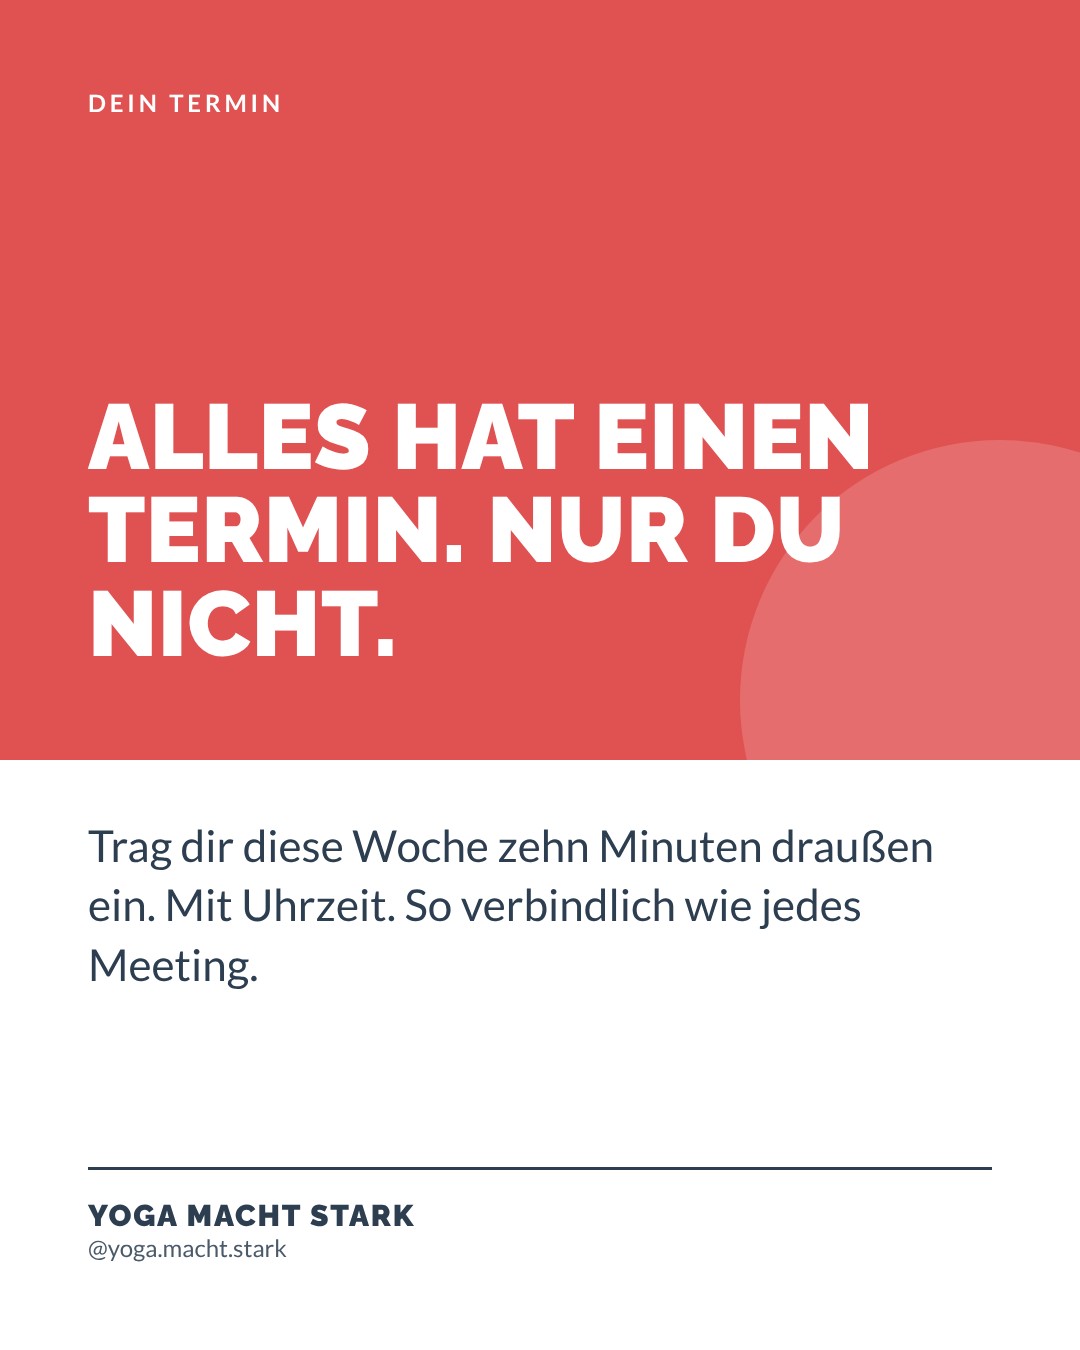 DEIN TERMIN
ALLES HAT EINEN
TERMIN. NUR DU
NICHT.
Trag dir diese Woche zehn Minuten draußen
ein. Mit Uhrzeit. So verbindlich wie jedes
Meeting.
YOGA MACHT STARK
@yoga.macht.stark